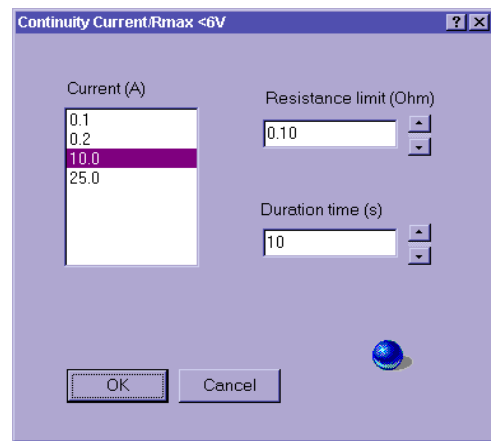 Continuity Current/Rmax <6V
Current (A)
0.1
0.2
10.0
25.0
Resistance limit (Ohm)
0.10
Duration time (s)
10
OK
Cancel